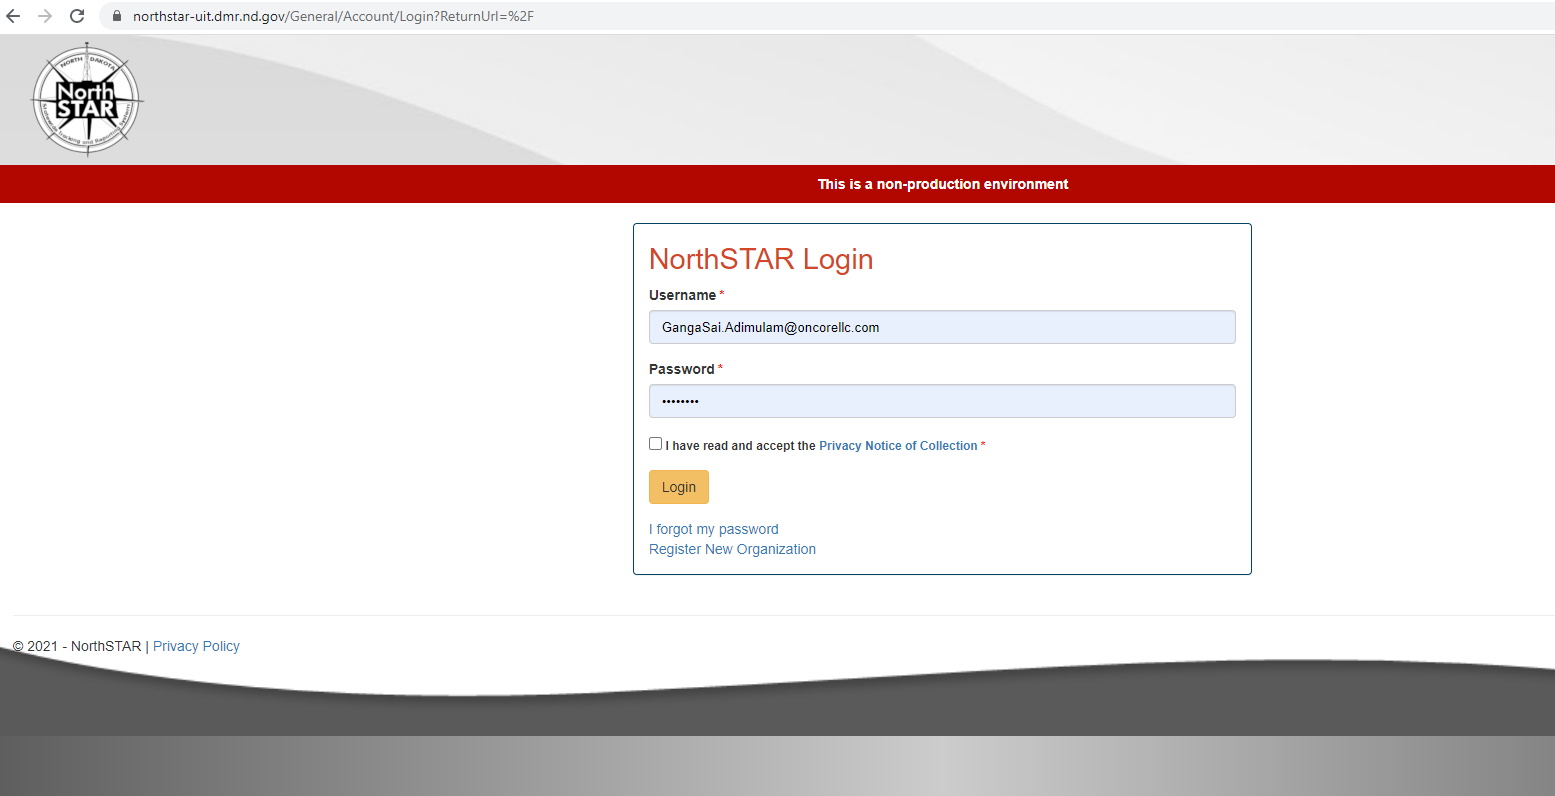 northstar-uit.dmr.nd.gov/General/Account/Login?ReturnUrl=%2F
NORTH DAKOTA
North
STAR
Statewide Tracking and Reporting System
This is a non-production environment
NorthSTAR Login
Username *
GangaSai.Adimulam@oncorellc.com
Password *
••••••••
I have read and accept the Privacy Notice of Collection *
Login
I forgot my password
Register New Organization
© 2021 - NorthSTAR | Privacy Policy